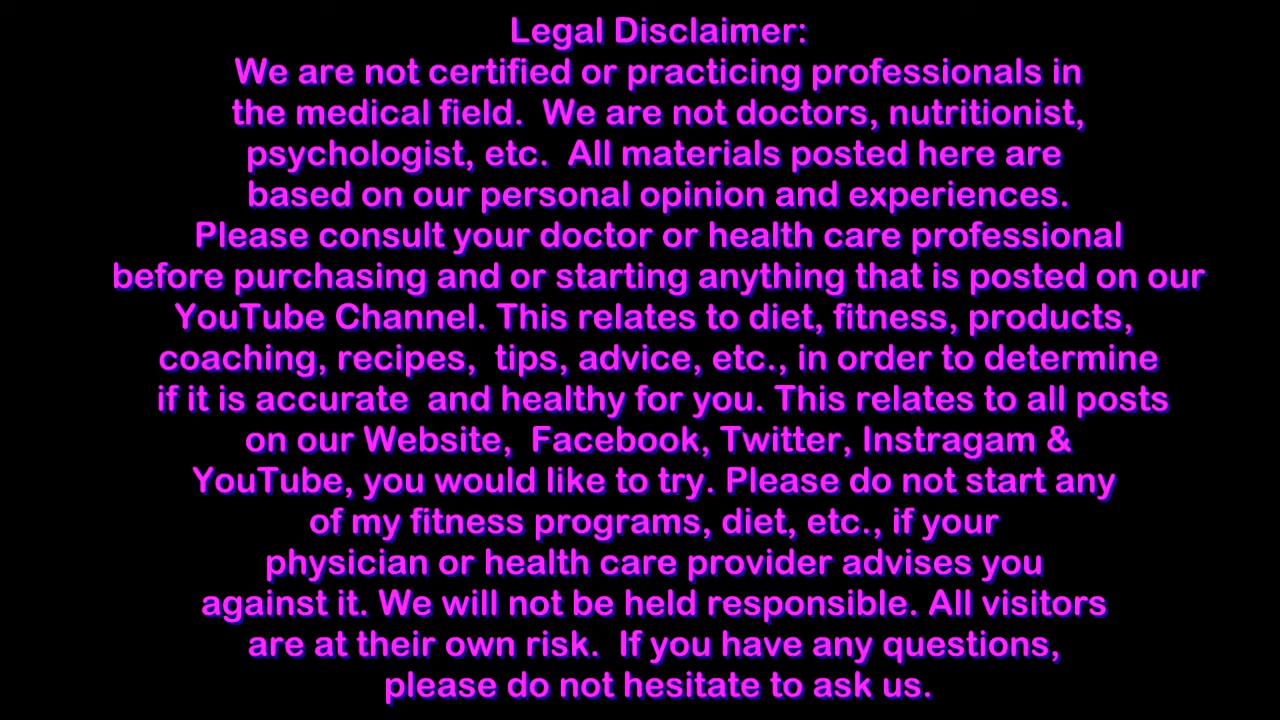 Legal Disclaimer:
We are not certified or practicing professionals in
the medical field.  We are not doctors, nutritionist,
psychologist, etc.  All materials posted here are
based on our personal opinion and experiences.
Please consult your doctor or health care professional
before purchasing and or starting anything that is posted on our
YouTube Channel. This relates to diet, fitness, products,
coaching, recipes,  tips, advice, etc., in order to determine
if it is accurate  and healthy for you. This relates to all posts
on our Website,  Facebook, Twitter, Instragam &
YouTube, you would like to try. Please do not start any
of my fitness programs, diet, etc., if your
physician or health care provider advises you
against it. We will not be held responsible. All visitors
are at their own risk.  If you have any questions,
please do not hesitate to ask us.